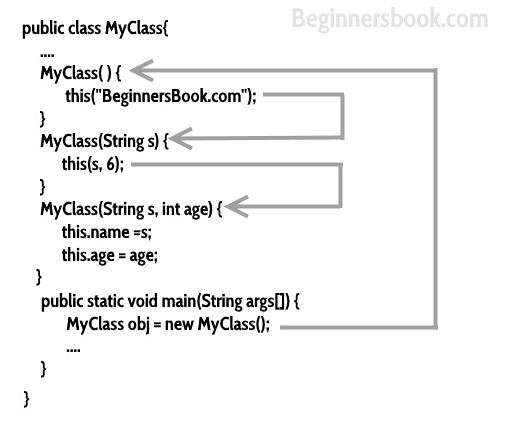 Beginnersbook.com
public class MyClass{
....
MyClass( ) {
this("BeginnersBook.com");
}
MyClass(String s) {
this(s, 6);
}
MyClass(String s, int age) {
this.name =s;
this.age = age;
}
public static void main(String args[]) {
MyClass obj = new MyClass();
....
}
}